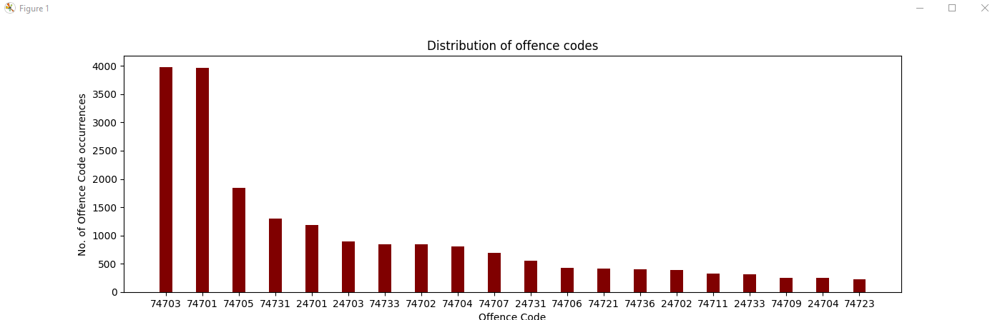 Figure 1
Distribution of offence codes
No. of Offence Code occurrences
4000
3500
3000
2500
2000
1500
1000
500
0
74703 74701 74705 74731 24701 24703 74733 74702 74704 74707 24731 74706 74721 74736 24702 74711 24733 74709 24704 74723
Offence Code